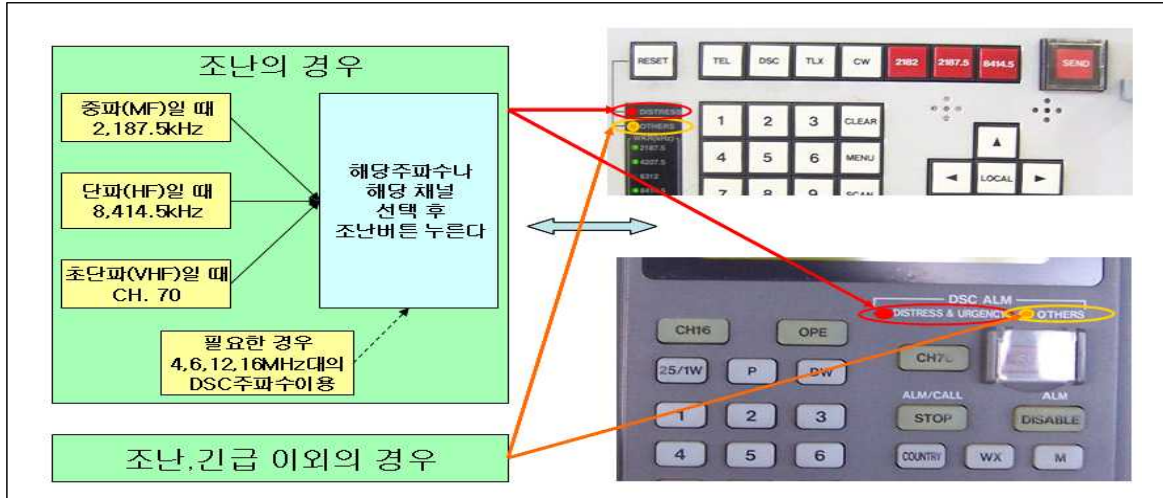 조난의 경우
중파(MF)일 때
2,187.5kHz
단파(HF)일 때
8,414.5kHz
초단파(VHF)일 때
CH. 70
해당주파수나
해당 채널
선택 후
조난버튼 누른다
필요한 경우
4,6,12,16MHz대의
DSC주파수이용
조난,긴급 이외의 경우
RESET TEL DSC TLX CW 2182 2187.5 8414.5 SEND
DISTRESS
OTHERS
1 2 3 CLEAR
2187.5
4207.5
6312
4 5 6 MENU
LOCAL
7 8 9 SCAN
DSC ALM
DISTRESS & URGENCY OTHERS
CH16 OPE
25/1W P DW
ALM/CALL ALM
1 2 3 STOP DISABLE
4 5 6 COUNTRY WX M